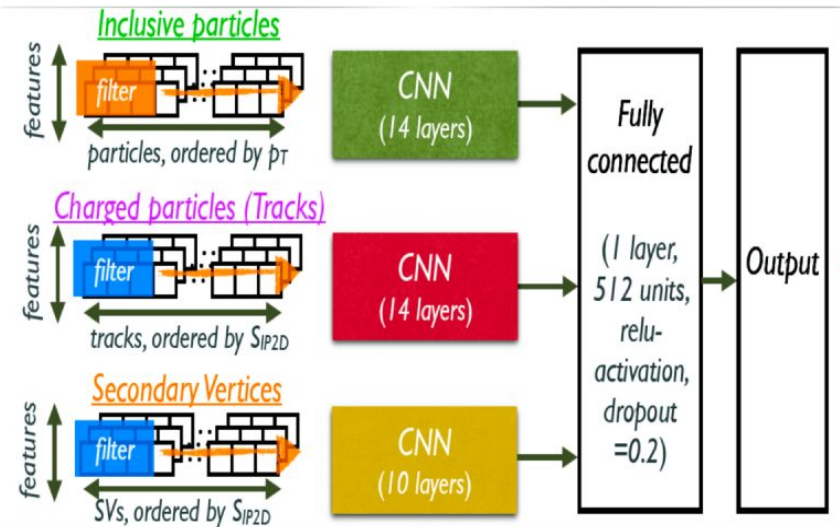 Inclusive particles
features
filter
particles, ordered by pT
CNN
(14 layers)
Charged particles (Tracks)
features
filter
tracks, ordered by SIP2D
CNN
(14 layers)
Secondary Vertices
features
filter
SVs, ordered by SIP2D
CNN
(10 layers)
Fully
connected
(1 layer,
512 units,
relu-
activation,
dropout
=0.2)
Output